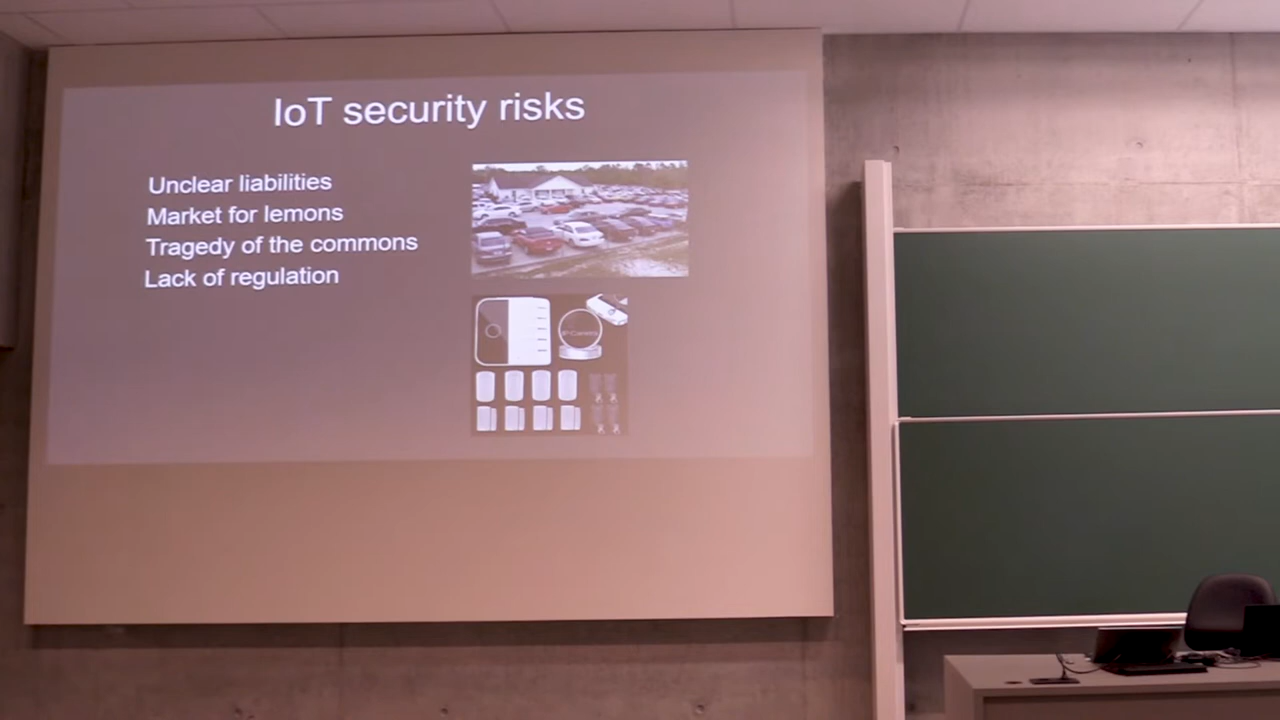 IoT security risks
Unclear liabilities
Market for lemons
Tragedy of the commons
Lack of regulation